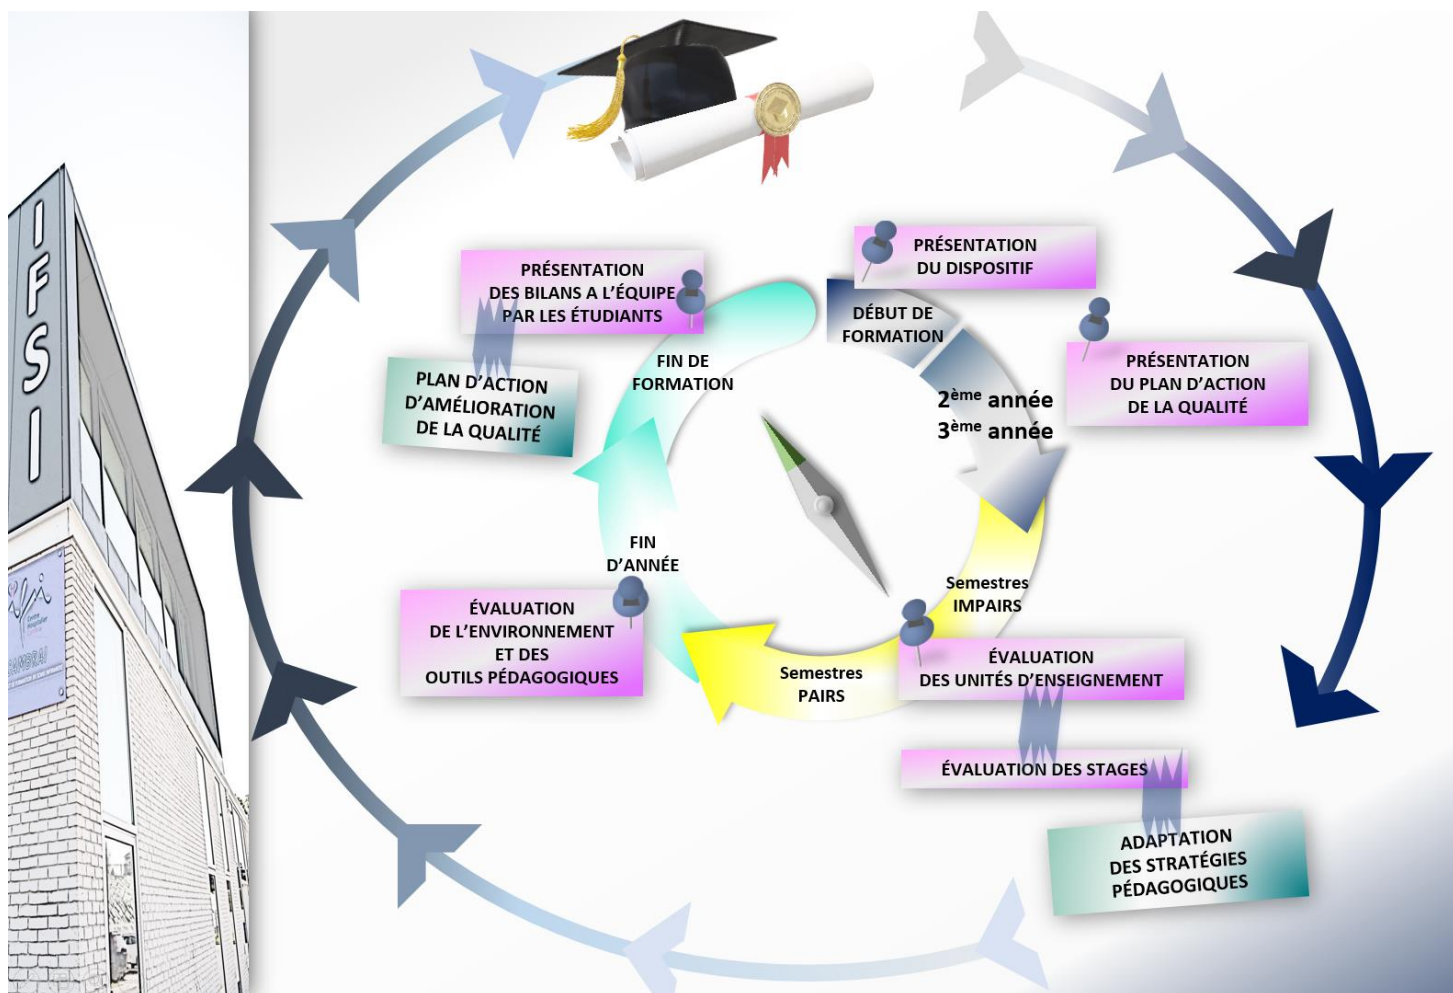 IFSI
Centre
Hospitalier
CAMBRAI
PRÉSENTATION
DU DISPOSITIF
DÉBUT DE
FORMATION
PRÉSENTATION
DU PLAN D'ACTION
DE LA QUALITÉ
2ème année
3ème année
Semestres
IMPAIRS
ÉVALUATION
DES UNITÉS D'ENSEIGNEMENT
ÉVALUATION DES STAGES
ADAPTATION
DES STRATÉGIES
PÉDAGOGIQUES
Semestres
PAIRS
FIN
D'ANNÉE
ÉVALUATION
DE L'ENVIRONNEMENT
ET DES
OUTILS PÉDAGOGIQUES
FIN DE
FORMATION
PRÉSENTATION
DES BILANS A L'ÉQUIPE
PAR LES ÉTUDIANTS
PLAN D'ACTION
D'AMÉLIORATION
DE LA QUALITÉ